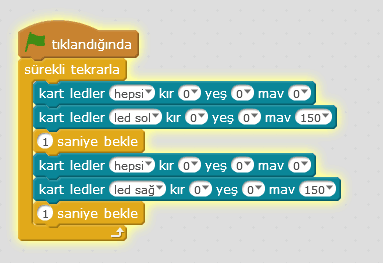 tıklandığında
sürekli tekrarla
kart ledler hepsi kır 0 yeş 0 mav 0
kart ledler led sol kır 0 yeş 0 mav 150
1 saniye bekle
kart ledler hepsi kır 0 yeş 0 mav 0
kart ledler led sağ kır 0 yeş 0 mav 150
1 saniye bekle